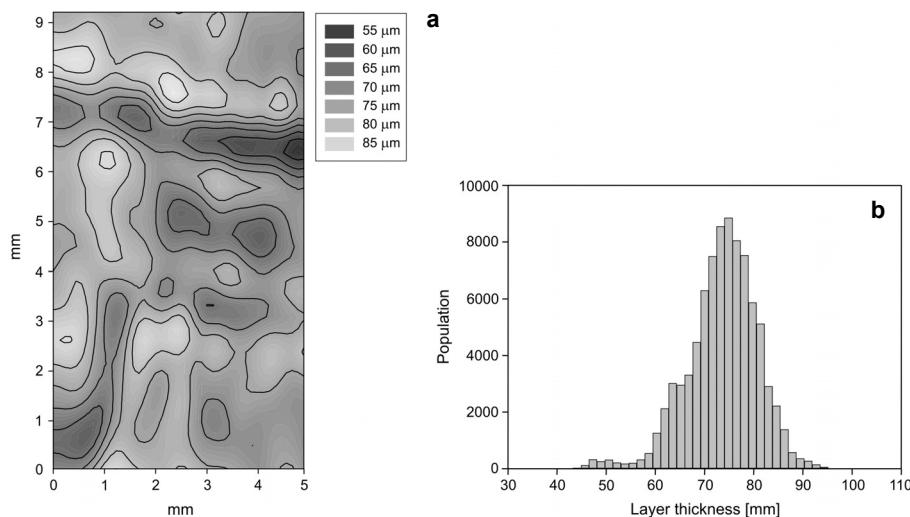 a
9
8
7
6
5
4
3
2
1
0
mm
0 1 2 3 4 5
mm
55 μm
60 μm
65 μm
70 μm
75 μm
80 μm
85 μm
b
10000
8000
6000
4000
2000
0
Population
30 40 50 60 70 80 90 100 110
Layer thickness [mm]